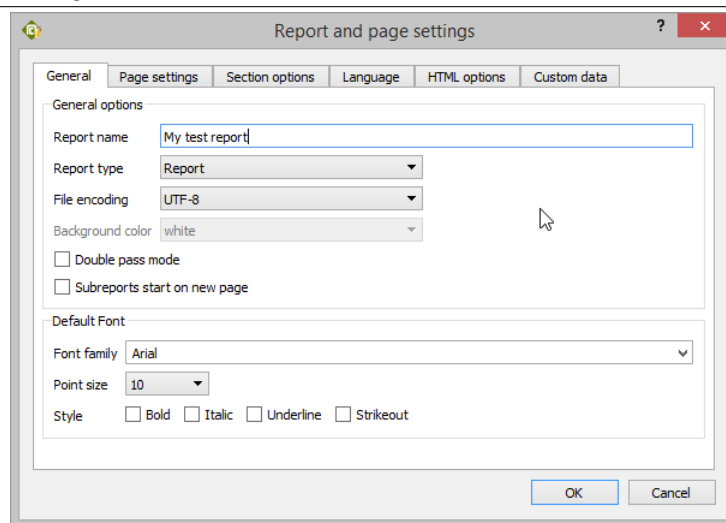 Report and page settings ?
General Page settings Section options Language HTML options Custom data
General options
Report name My test report
Report type Report
File encoding UTF-8
Background color white
Double pass mode
Subreports start on new page
Default Font
Font family Arial
Point size 10
Style Bold Italic Underline Strikeout
OK Cancel